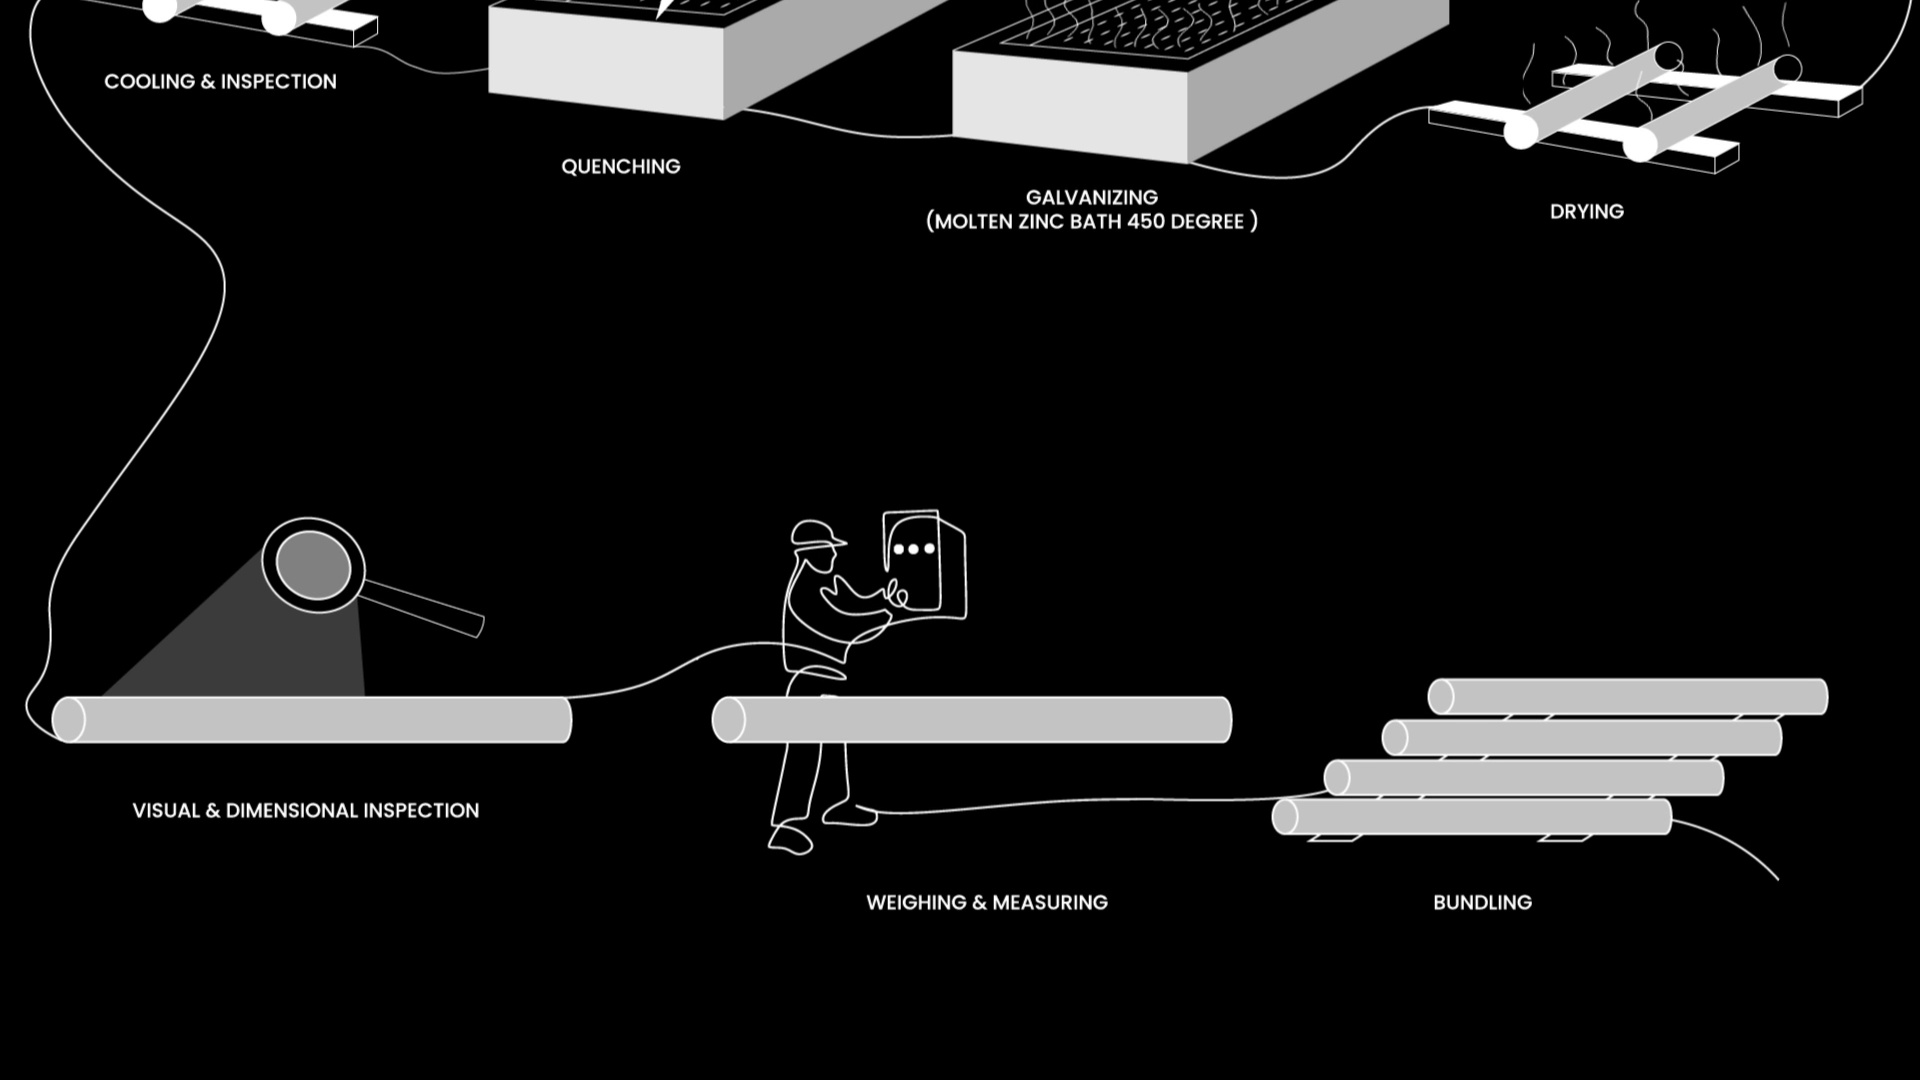 COOLING & INSPECTION
QUENCHING
GALVANIZING
(MOLTEN ZINC BATH 450 DEGREE )
DRYING
VISUAL & DIMENSIONAL INSPECTION
WEIGHING & MEASURING
BUNDLING